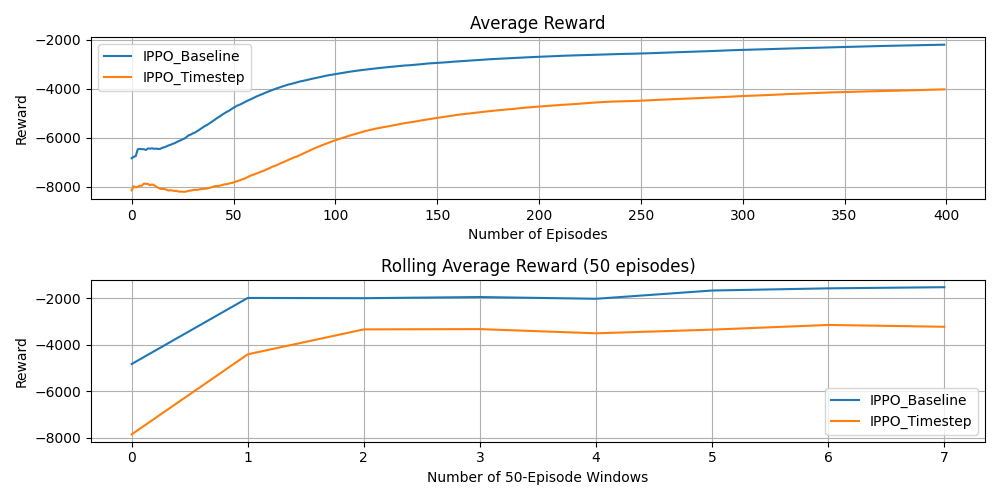 Average Reward
−2000
−4000
−6000
−8000
Reward
IPPO_Baseline
IPPO_Timestep
0 50 100 150 200 250 300 350 400
Number of Episodes
Rolling Average Reward (50 episodes)
−2000
−4000
−6000
−8000
Reward
IPPO_Baseline
IPPO_Timestep
0 1 2 3 4 5 6 7
Number of 50-Episode Windows